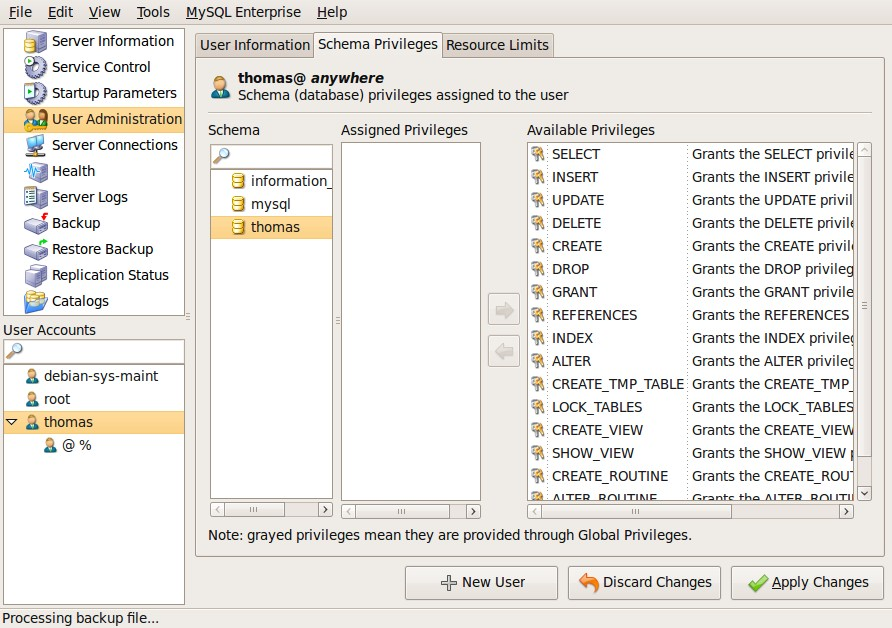 File Edit View Tools MySQL Enterprise Help
Server Information
Service Control
Startup Parameters
User Administration
Server Connections
Health
Server Logs
Backup
Restore Backup
Replication Status
Catalogs
User Accounts
debian-sys-maint
root
thomas
@ %
User Information Schema Privileges Resource Limits
thomas@ anywhere
Schema (database) privileges assigned to the user
Schema
information_
mysql
thomas
Assigned Privileges
Available Privileges
SELECT Grants the SELECT privile
INSERT Grants the INSERT privile
UPDATE Grants the UPDATE privil
DELETE Grants the DELETE privile
CREATE Grants the CREATE privil
DROP Grants the DROP privileg
GRANT Grants the GRANT privile
REFERENCES Grants the REFERENCES
INDEX Grants the INDEX privileg
ALTER Grants the ALTER privileg
CREATE_TMP_TABLE Grants the CREATE_TMP_
LOCK_TABLES Grants the LOCK_TABLES
CREATE_VIEW Grants the CREATE_VIEW
SHOW_VIEW Grants the SHOW_VIEW p
CREATE_ROUTINE Grants the CREATE_ROUT
ALTER_ROUTINE Grants the ALTER_ROUTI
Note: grayed privileges mean they are provided through Global Privileges.
New User Discard Changes Apply Changes
Processing backup file...